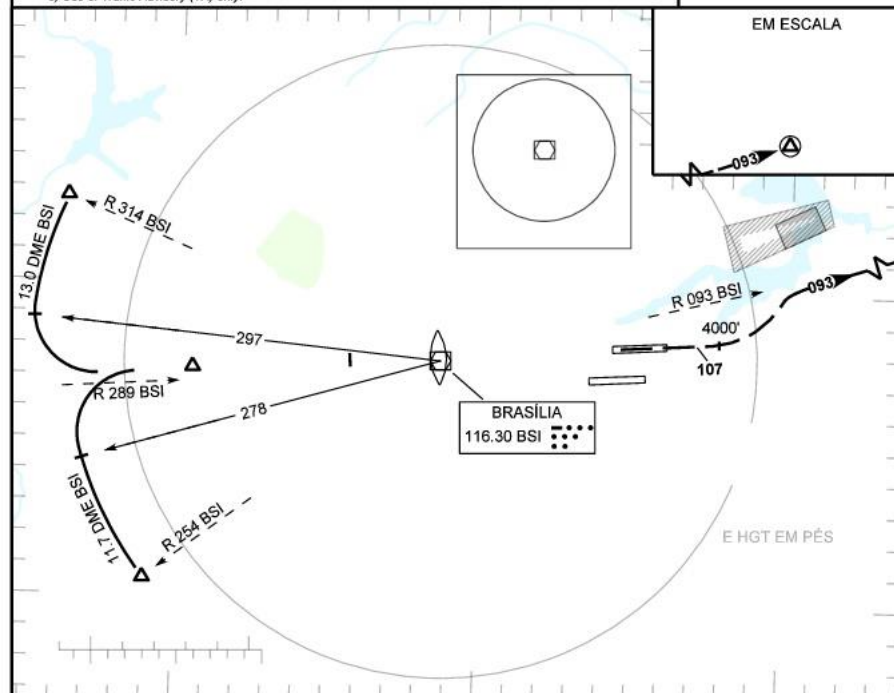 EM ESCALA
093
R 314 BSI
13.0 DME BSI
R 093 BSI
093
297
4000'
107
R 289 BSI
278
BRASÍLIA
116.30 BSI
11.7 DME BSI
R 254 BSI
E HGT EM PÉS